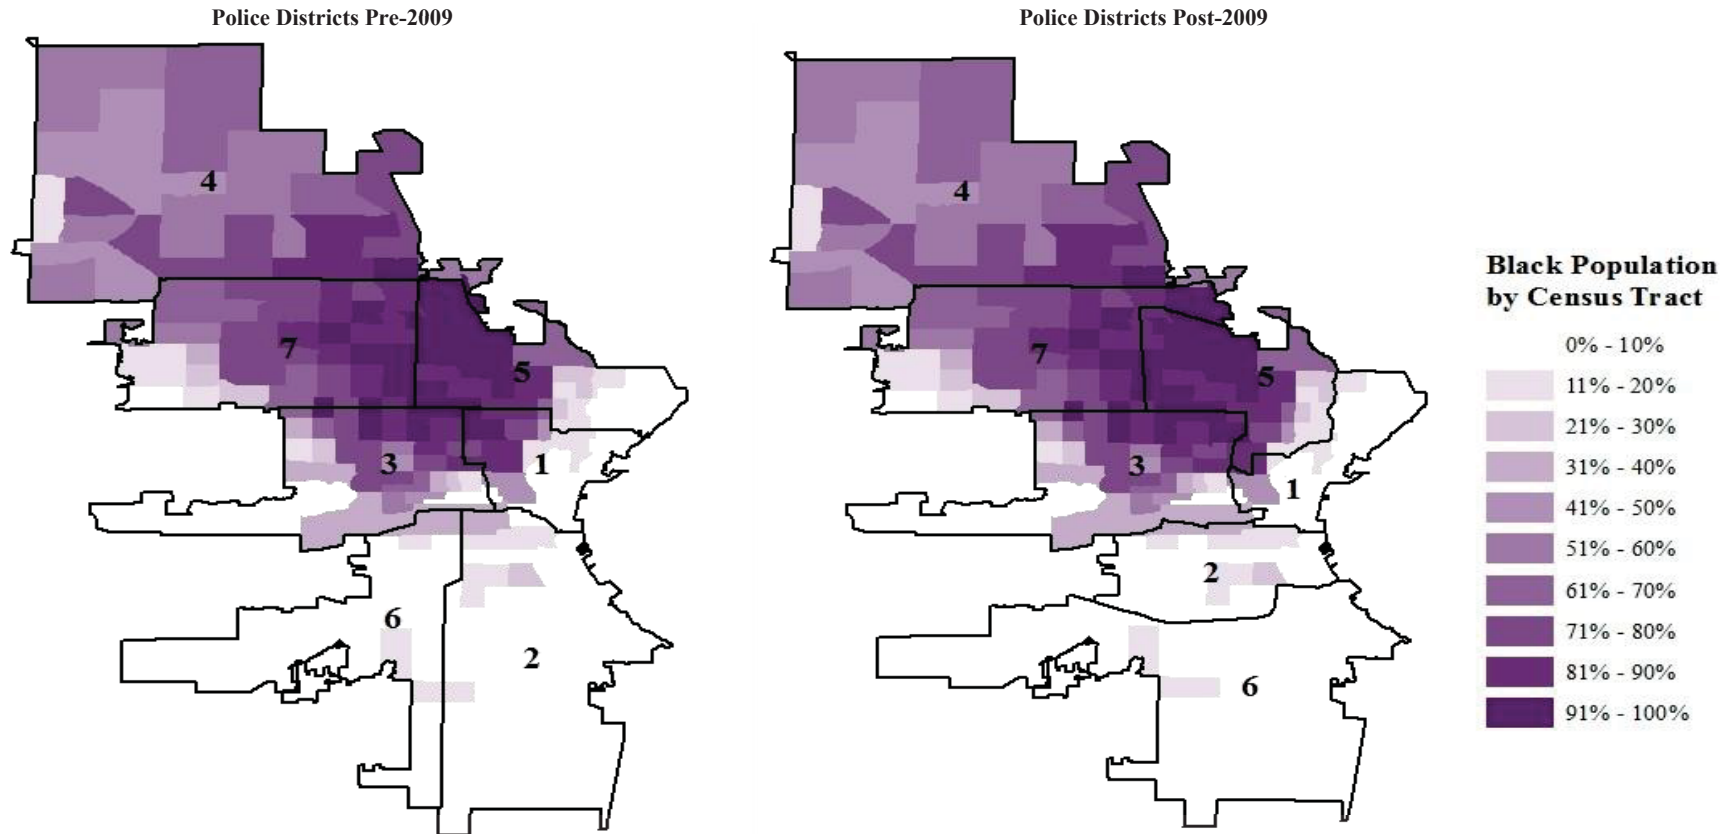 Police Districts Pre-2009
Police Districts Post-2009
4
7
5
3
1
6
2
4
7
5
3
1
2
6
Black Population
by Census Tract
0% - 10%
11% - 20%
21% - 30%
31% - 40%
41% - 50%
51% - 60%
61% - 70%
71% - 80%
81% - 90%
91% - 100%